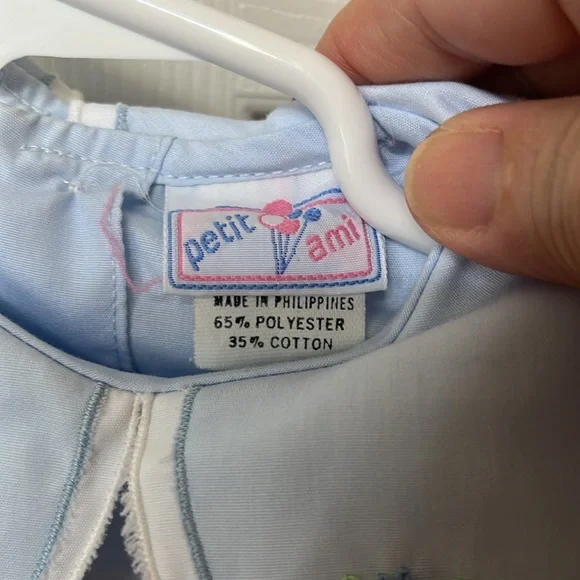 petit ami
MADE IN PHILIPPINES
65% POLYESTER
35% COTTON